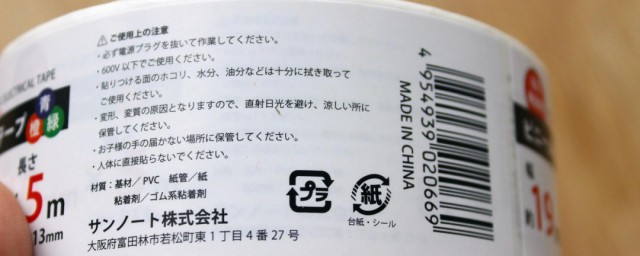 ELECTRICAL TAPE
テープ
青
橙 緑
長さ
5m
13mm
⚠ご使用上の注意
・必ず電源プラグを抜いて作業してください。
・600V以下でご使用ください。
・貼りつける面のホコリ、水分、油分などは十分に拭き取って
ご使用ください。
・変形、変質の原因となりますので、直射日光を避け、涼しい所に
保管してください。
・お子様の手の届かない場所に保管してください。
・人体に直接貼らないでください。
材質：基材／PVC 紙管／紙
粘着剤／ゴム系粘着剤
サンノート株式会社
大阪府富田林市若松町東1丁目4番27号
プラ
紙
台紙・シール
MADE IN CHINA
4 954939 020669
ビニ
幅
約19